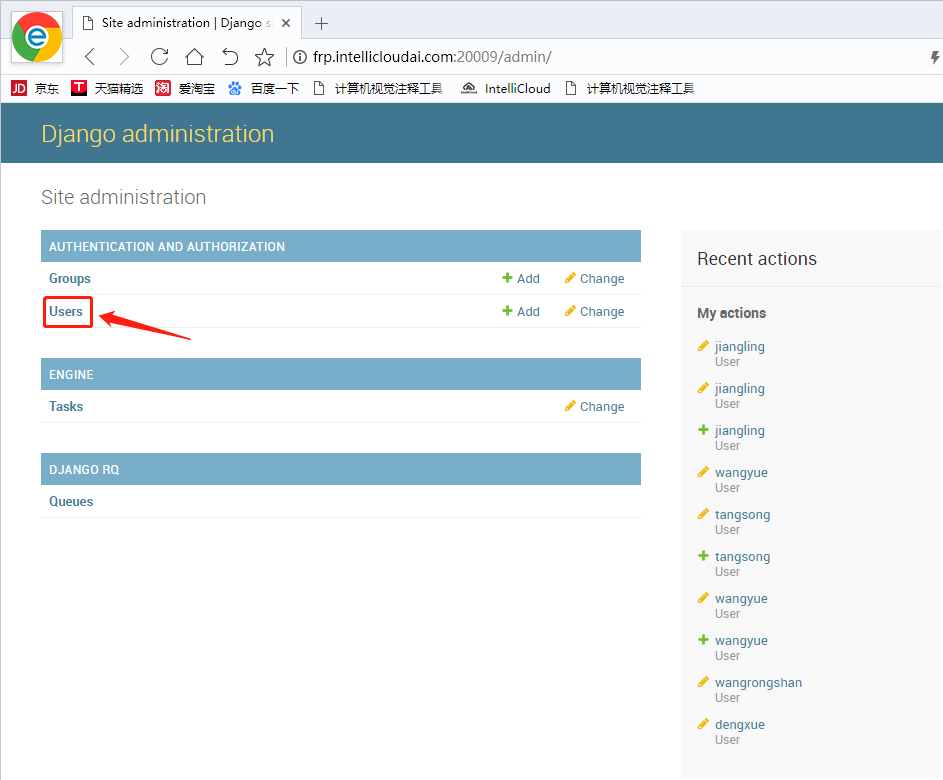 Site administration | Django s
frp.intellicloudai.com:20009/admin/
JD 京东 T 天猫精选 淘 爱淘宝 百度一下 计算机视觉注释工具 IntelliCloud 计算机视觉注释工具
Django administration
Site administration
AUTHENTICATION AND AUTHORIZATION
Groups Add Change
Users Add Change
ENGINE
Tasks Change
DJANGO RQ
Queues
Recent actions
My actions
jiangling
User
jiangling
User
jiangling
User
wangyue
User
tangsong
User
tangsong
User
wangyue
User
wangyue
User
wangrongshan
User
dengxue
User